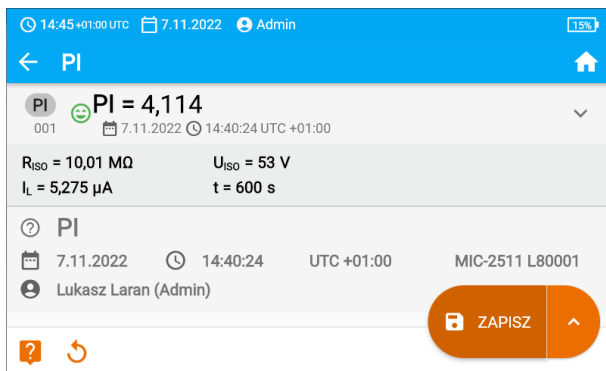 14:45 +01:00 UTC 7.11.2022 Admin 15%
PI
PI PI = 4,114
001 7.11.2022 14:40:24 UTC +01:00
RISO = 10,01 MΩ UISO = 53 V
IL = 5,275 µA t = 600 s
PI
7.11.2022 14:40:24 UTC +01:00 MIC-2511 L80001
Lukasz Laran (Admin)
ZAPISZ